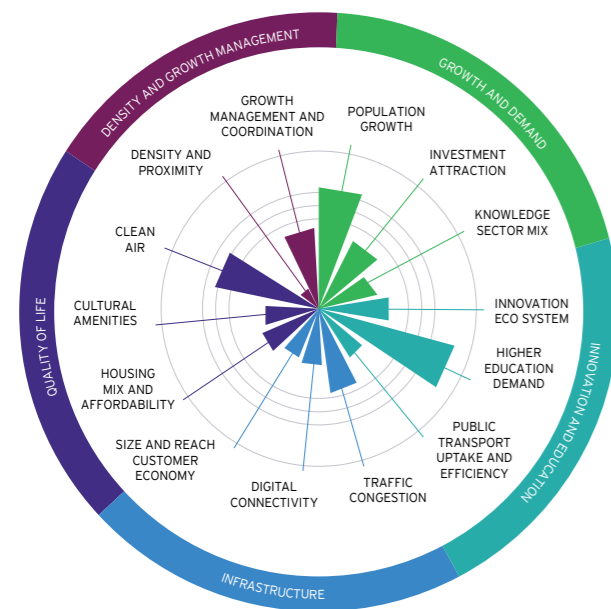 DENSITY AND GROWTH MANAGEMENT
GROWTH AND DEMAND
GROWTH
MANAGEMENT AND
COORDINATION
POPULATION
GROWTH
DENSITY AND
PROXIMITY
INVESTMENT
ATTRACTION
KNOWLEDGE
SECTOR MIX
CLEAN
AIR
CULTURAL
AMENITIES
INNOVATION
ECO SYSTEM
HIGHER
EDUCATION
DEMAND
HOUSING
MIX AND
AFFORDABILITY
QUALITY OF LIFE
INNOVATION AND EDUCATION
PUBLIC
TRANSPORT
UPTAKE AND
EFFICIENCY
SIZE AND REACH
CUSTOMER
ECONOMY
DIGITAL
CONNECTIVITY
TRAFFIC
CONGESTION
INFRASTRUCTURE